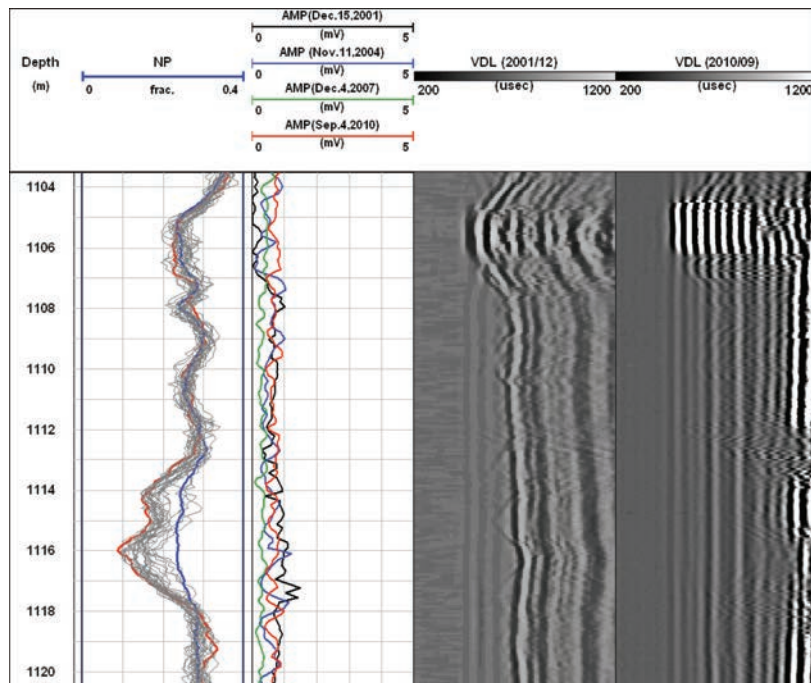 Depth
(m)
NP
0 frac. 0.4
AMP(Dec.15,2001)
0 (mV) 5
AMP (Nov.11,2004)
0 (mV) 5
AMP(Dec.4,2007)
0 (mV) 5
AMP(Sep.4,2010)
0 (mV) 5
VDL (2001/12)
200 (usec) 1200
VDL (2010/09)
200 (usec) 1200
1104
1106
1108
1110
1112
1114
1116
1118
1120